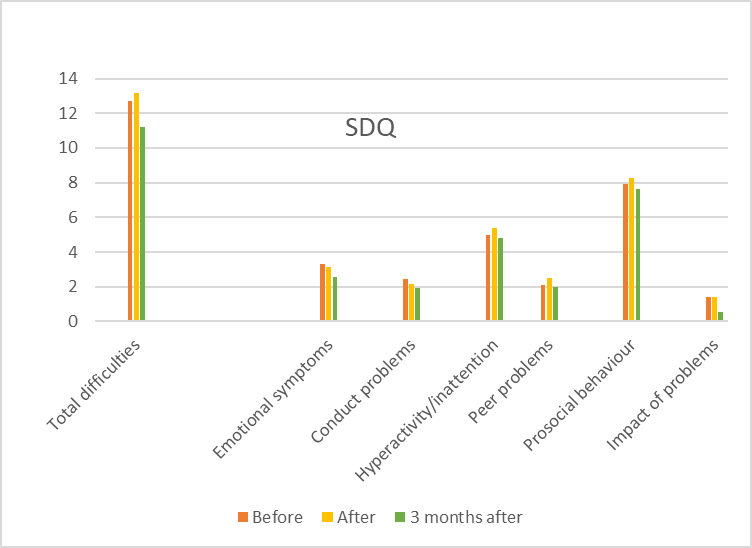 SDQ
14
12
10
8
6
4
2
0
Total difficulties
Emotional symptoms
Conduct problems
Hyperactivity/inattention
Peer problems
Prosocial behaviour
Impact of problems
Before After 3 months after